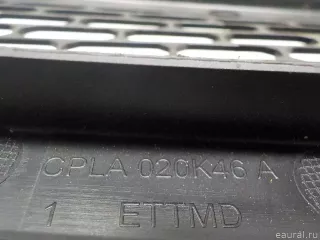 CPLA 020K46 A
1 ETTMD
© eaural.ru